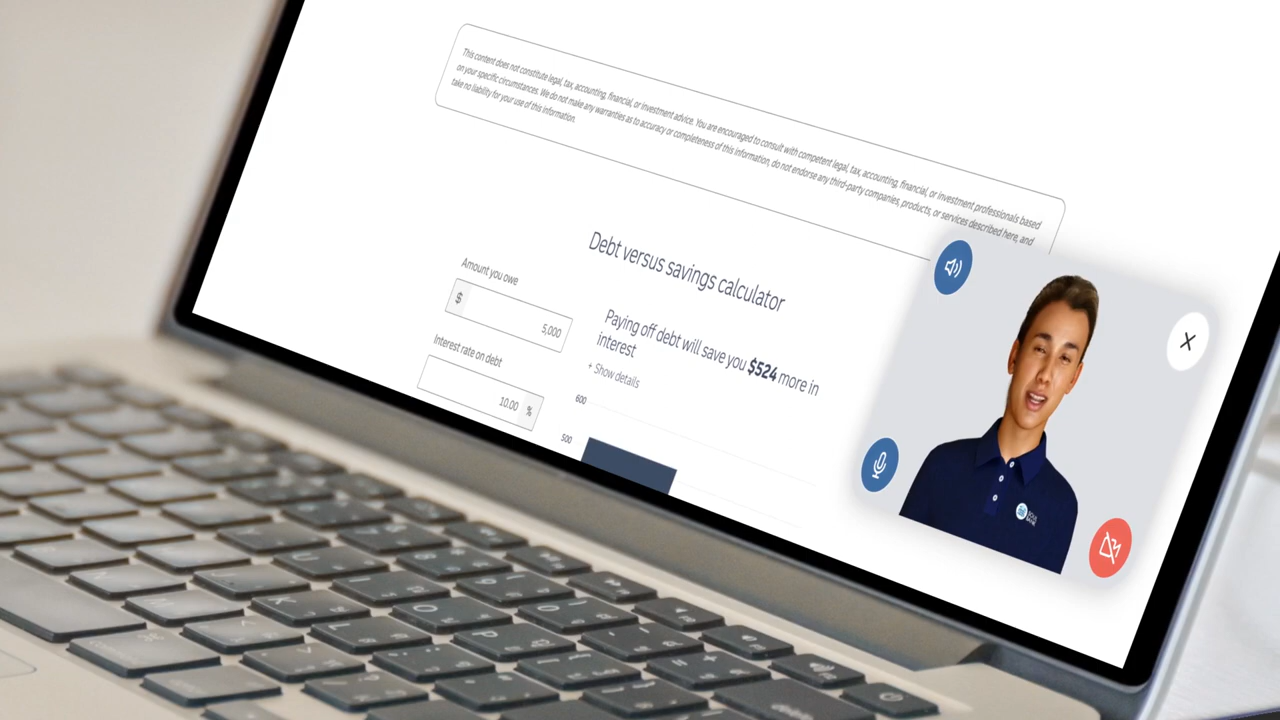 This content does not constitute legal, tax, accounting, financial, or investment advice. You are encouraged to consult with competent legal, tax, accounting, financial, or investment professionals based
on your specific circumstances. We do not make any warranties as to accuracy or completeness of this information, do not endorse any third-party companies, products, or services described here, and
take no liability for your use of this information.
Debt versus savings calculator
Amount you owe
$ 5,000
Paying off debt will save you $524 more in
interest
+ Show details
Interest rate on debt
10.00 %
600
500
K
L
O
P